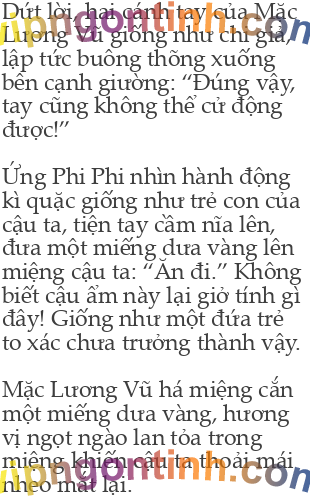 Dứt lời, hai cánh tay của Mặc
Lương Vũ giống như chi giả,
lập tức buông thõng xuống
bên cạnh giường: “Đúng vậy,
tay cũng không thể cử động
được!”
Ứng Phi Phi nhìn hành động
kì quặc giống như trẻ con của
cậu ta, tiện tay cầm nĩa lên,
đưa một miếng dưa vàng lên
miệng cậu ta: “Ăn đi.” Không
biết cậu ấm này lại giở tính gì
đây! Giống như một đứa trẻ
to xác chưa trưởng thành vậy.
Mặc Lương Vũ há miệng cắn
một miếng dưa vàng, hương
vị ngọt ngào lan tỏa trong
miệng khiến cậu ta thoải mái
nheo mắt lại.
vipngontinh.com
vipngontinh.com